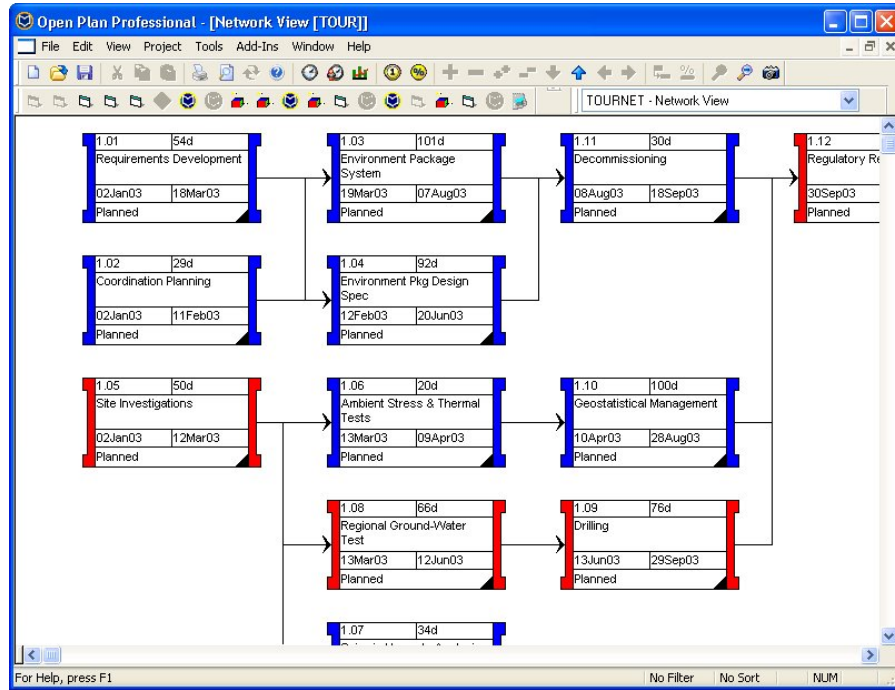 Open Plan Professional - [Network View [TOUR]]
File Edit View Project Tools Add-Ins Window Help
TOURNET - Network View
1.01 54d
Requirements Development
02Jan03 18Mar03
Planned
1.03 101d
Environment Package
System
19Mar03 07Aug03
Planned
1.11 30d
Decommissioning
08Aug03 18Sep03
Planned
1.12
Regulatory Re
30Sep03
Planned
1.02 29d
Coordination Planning
02Jan03 11Feb03
Planned
1.04 92d
Environment Pkg Design
Spec
12Feb03 20Jun03
Planned
1.05 50d
Site Investigations
02Jan03 12Mar03
Planned
1.06 20d
Ambient Stress & Thermal
Tests
13Mar03 09Apr03
Planned
1.10 100d
Geostatistical Management
10Apr03 28Aug03
Planned
1.08 66d
Regional Ground-Water
Test
13Mar03 12Jun03
Planned
1.09 76d
Drilling
13Jun03 29Sep03
Planned
1.07 34d
For Help, press F1
No Filter No Sort NUM